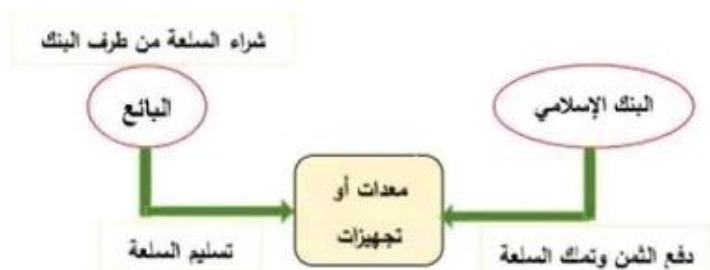 شراء السلعة من طرف البنك
البنك الإسلامي
البائع
معدات أو
تجهيزات
دفع الثمن وتملك السلعة
تسليم السلعة